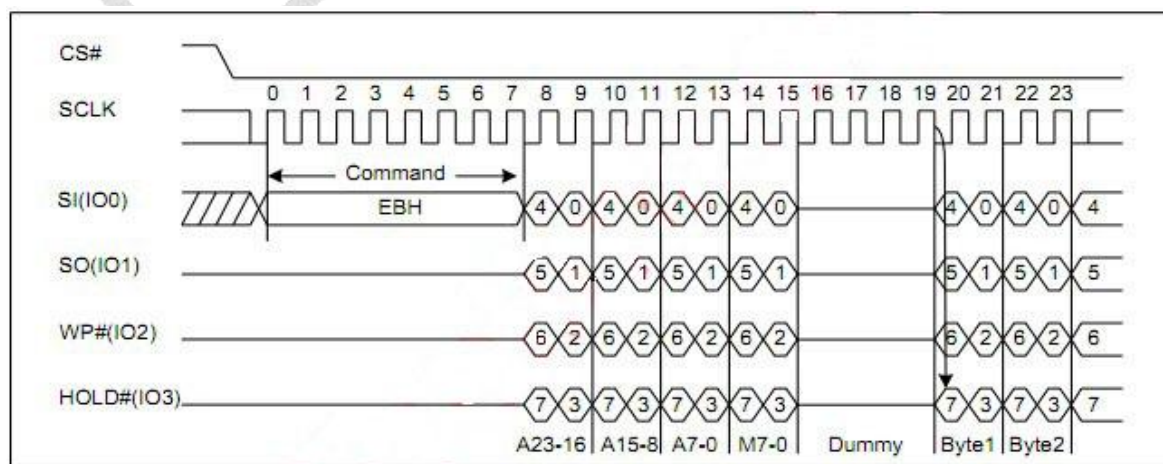 CS#
0 1 2 3 4 5 6 7 8 9 10 11 12 13 14 15 16 17 18 19 20 21 22 23
SCLK
Command
SI(IO0) EBH 4 0 4 0 4 0 4 0 4 0 4 0 4
SO(IO1) 5 1 5 1 5 1 5 1 5 1 5 1 5
WP#(IO2) 6 2 6 2 6 2 6 2 6 2 6 2 6
HOLD#(IO3) 7 3 7 3 7 3 7 3 7 3 7 3 7
A23-16 A15-8 A7-0 M7-0 Dummy Byte1 Byte2